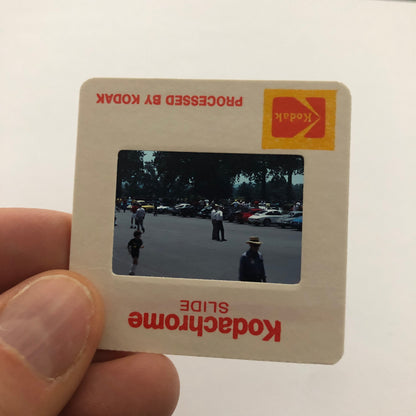 PROCESSED BY KODAK
Kodak
Kodachrome
SLIDE